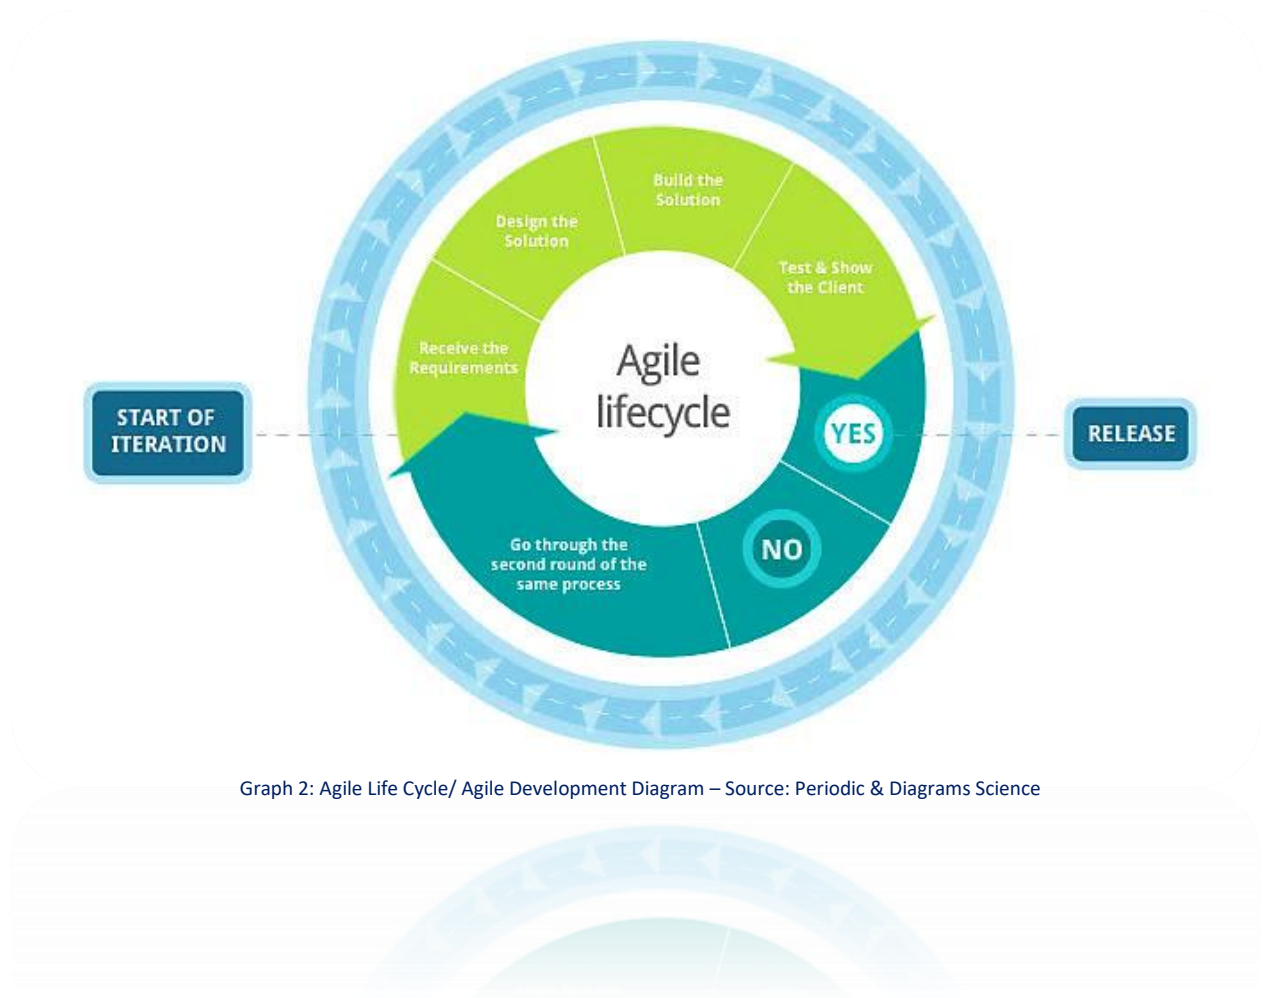 Build the
Solution
Design the
Solution
Test & Show
the Client
Receive the
Requirements
Agile
lifecycle
START OF
ITERATION
YES
RELEASE
NO
Go through the
second round of the
same process
Graph 2: Agile Life Cycle/ Agile Development Diagram – Source: Periodic & Diagrams Science